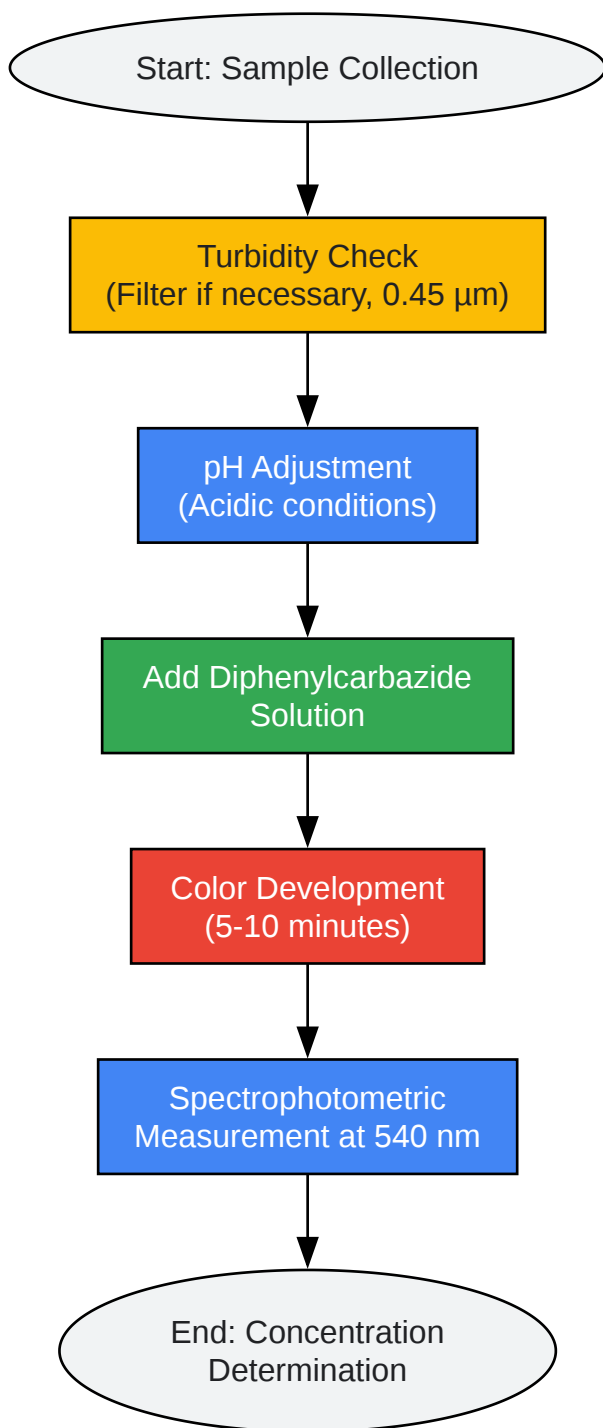 Start: Sample Collection
Turbidity Check
(Filter if necessary, 0.45 µm)
pH Adjustment
(Acidic conditions)
Add Diphenylcarbazide
Solution
Color Development
(5-10 minutes)
Spectrophotometric
Measurement at 540 nm
End: Concentration
Determination